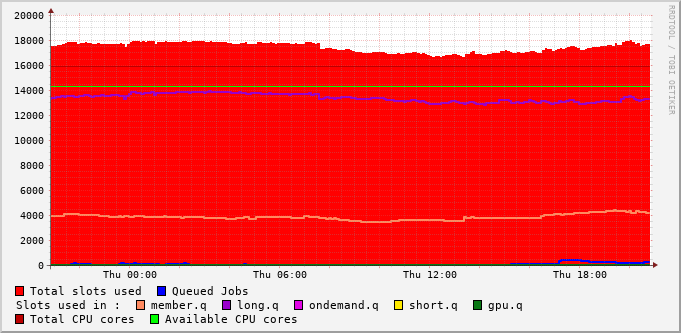 20000
18000
16000
14000
12000
10000
8000
6000
4000
2000
0
Thu 00:00 Thu 06:00 Thu 12:00 Thu 18:00
RRDTOOL / TOBI OETIKER
Total slots used Queued Jobs
Slots used in : member.q long.q ondemand.q short.q gpu.q
Total CPU cores Available CPU cores